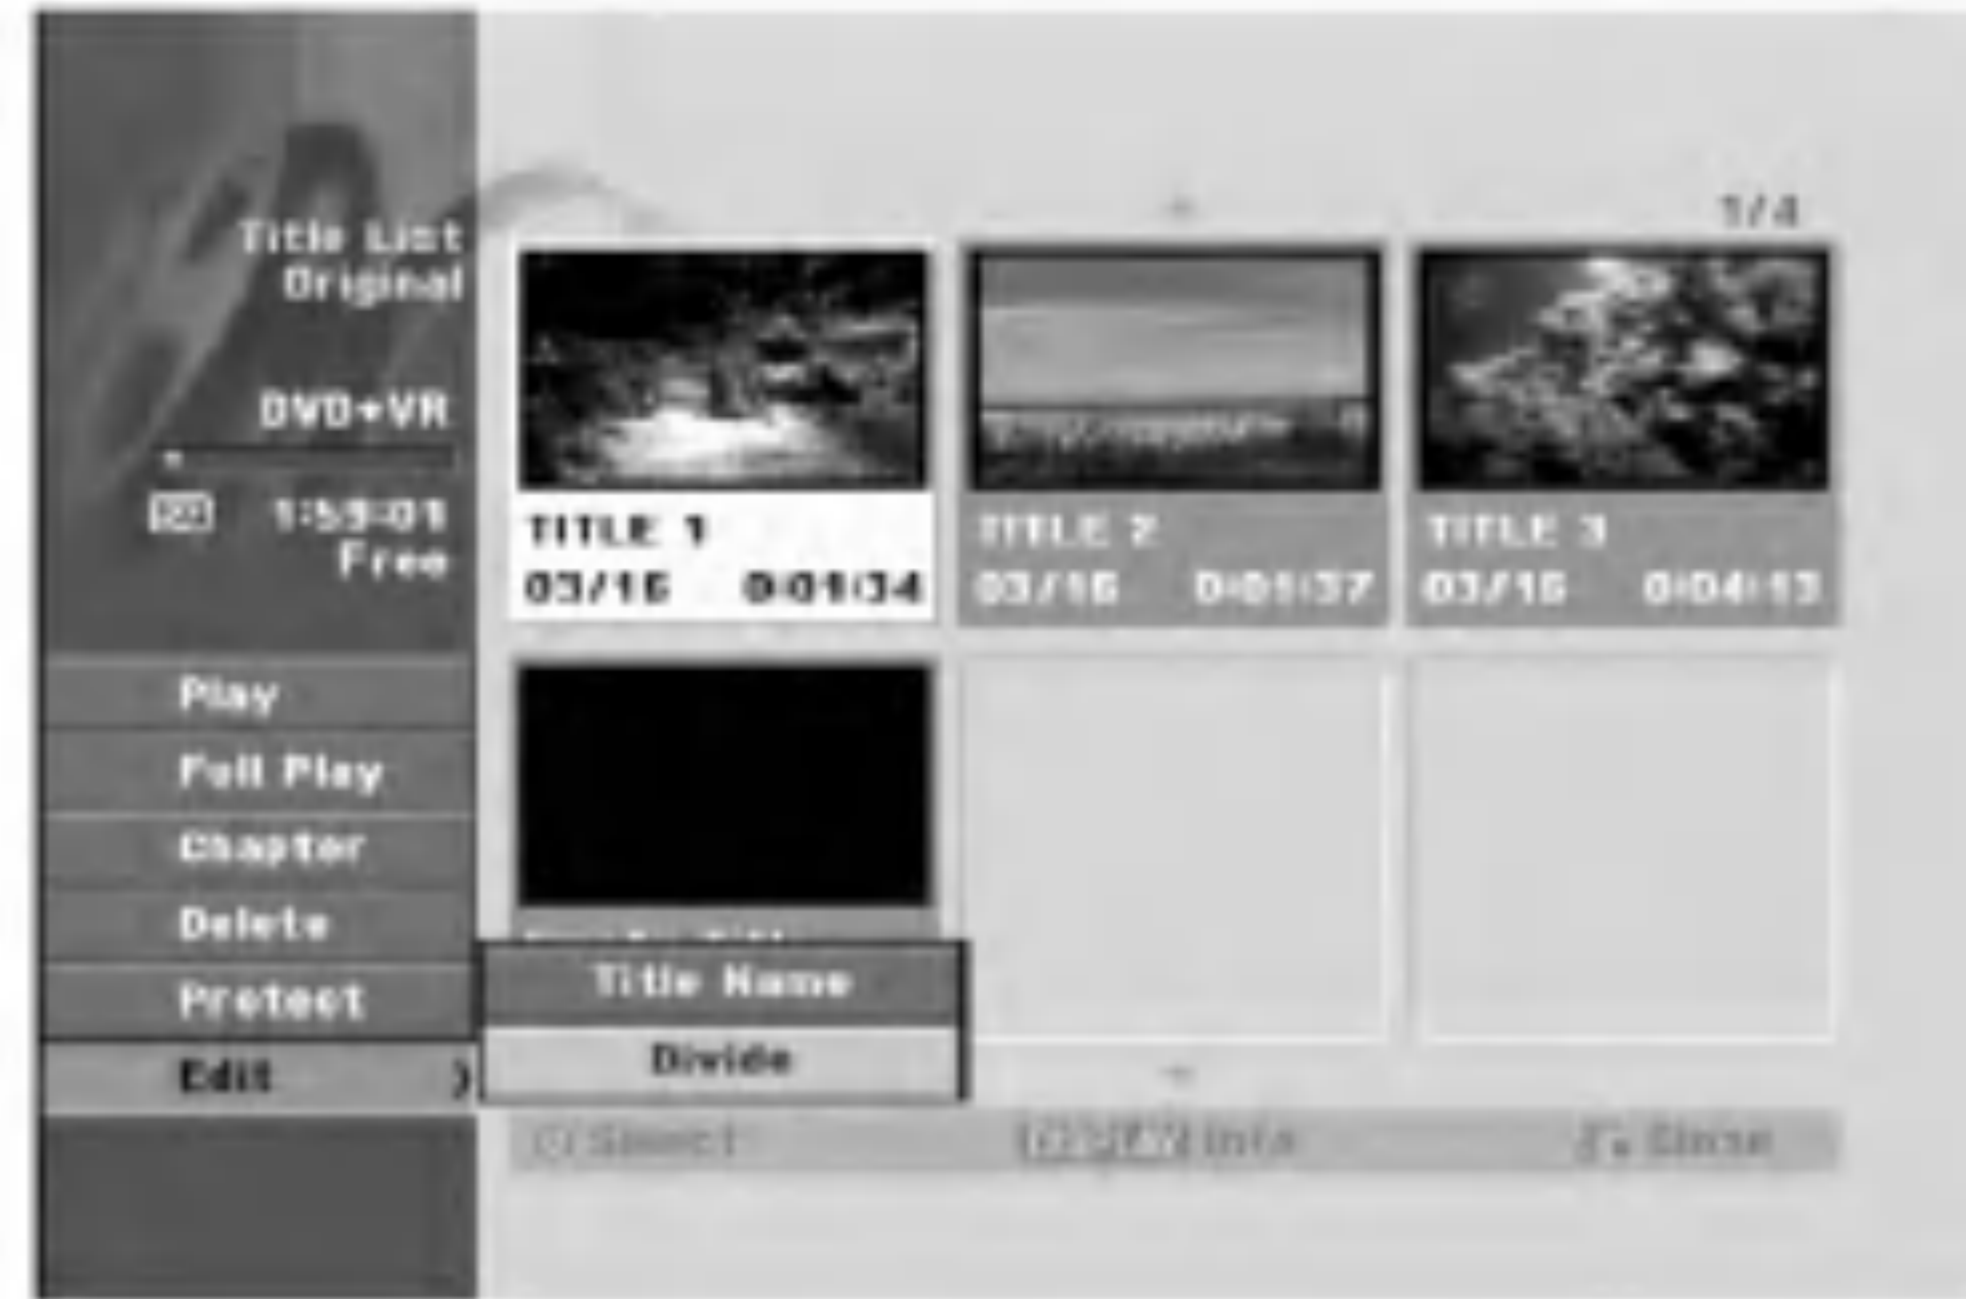 1/4
Title List
Original
DVD+VR
1:59:01
Free
TITLE 1
03/16 0:01:34
TITLE 2
03/16 0:01:37
TITLE 3
03/16 0:04:13
Play
Full Play
Chapter
Delete
Protect
Edit >
Title Name
Divide
Select
Info
Close